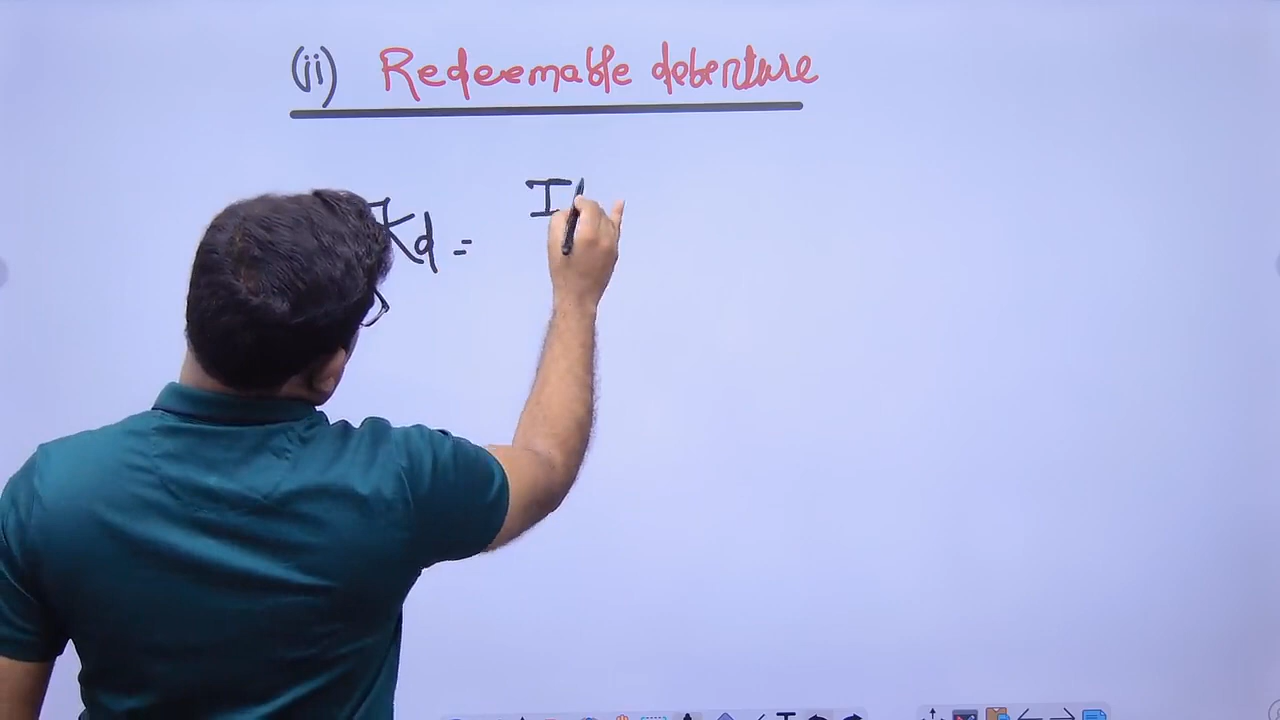 (ii) Redeemable debenture
Kd = I